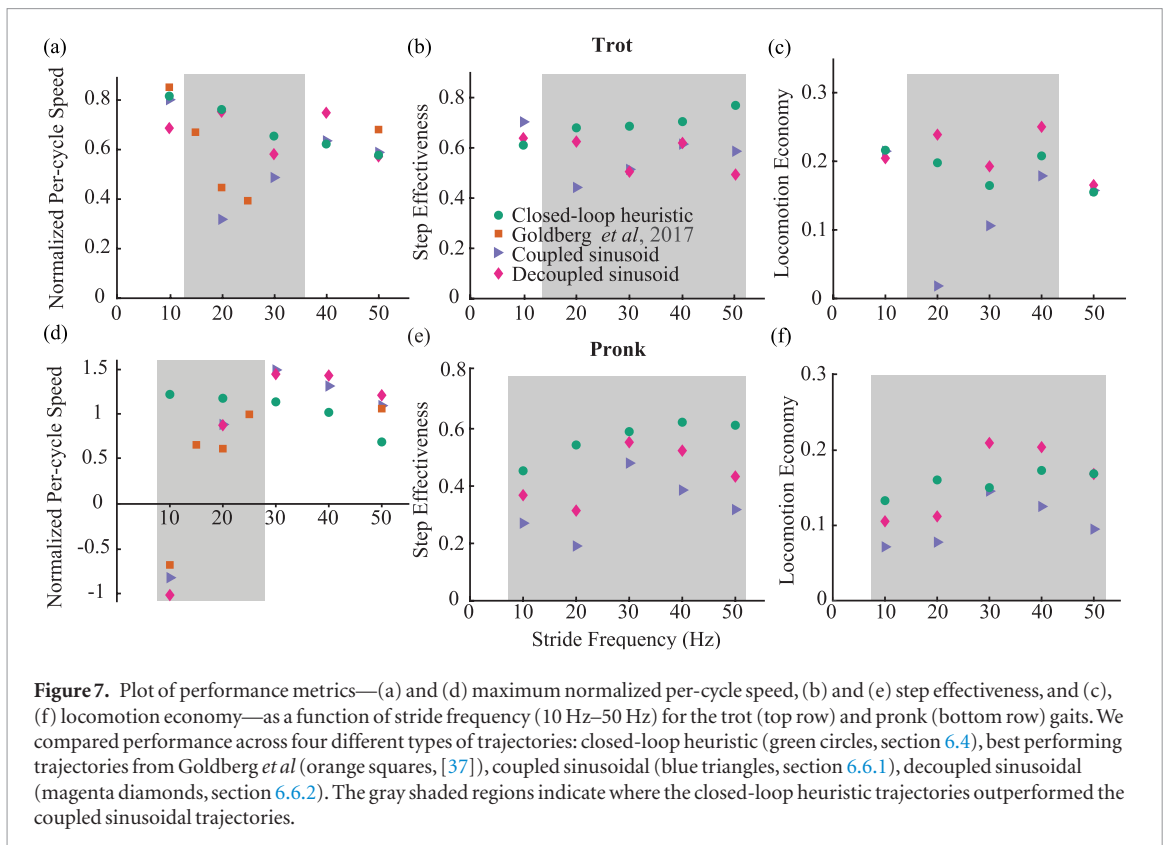 (a) (b) Trot (c)
Normalized Per-cycle Speed
0.8
0.6
0.4
0.2
0
0 10 20 30 40 50
Step Effectiveness
0.8
0.6
0.4
0.2
0
Closed-loop heuristic
Goldberg et al, 2017
Coupled sinusoid
Decoupled sinusoid
0 10 20 30 40 50
Locomotion Economy
0.3
0.2
0.1
0
0 10 20 30 40 50
(d) (e) Pronk (f)
Normalized Per-cycle Speed
1.5
1
0.5
0
10 20 30 40 50
-0.5
-1
Step Effectiveness
0.8
0.6
0.4
0.2
0
0 10 20 30 40 50
Stride Frequency (Hz)
Locomotion Economy
0.3
0.2
0.1
0
0 10 20 30 40 50
Figure 7. Plot of performance metrics—(a) and (d) maximum normalized per-cycle speed, (b) and (e) step effectiveness, and (c),
(f) locomotion economy—as a function of stride frequency (10 Hz–50 Hz) for the trot (top row) and pronk (bottom row) gaits. We
compared performance across four different types of trajectories: closed-loop heuristic (green circles, section 6.4), best performing
trajectories from Goldberg et al (orange squares, [37]), coupled sinusoidal (blue triangles, section 6.6.1), decoupled sinusoidal
(magenta diamonds, section 6.6.2). The gray shaded regions indicate where the closed-loop heuristic trajectories outperformed the
coupled sinusoidal trajectories.